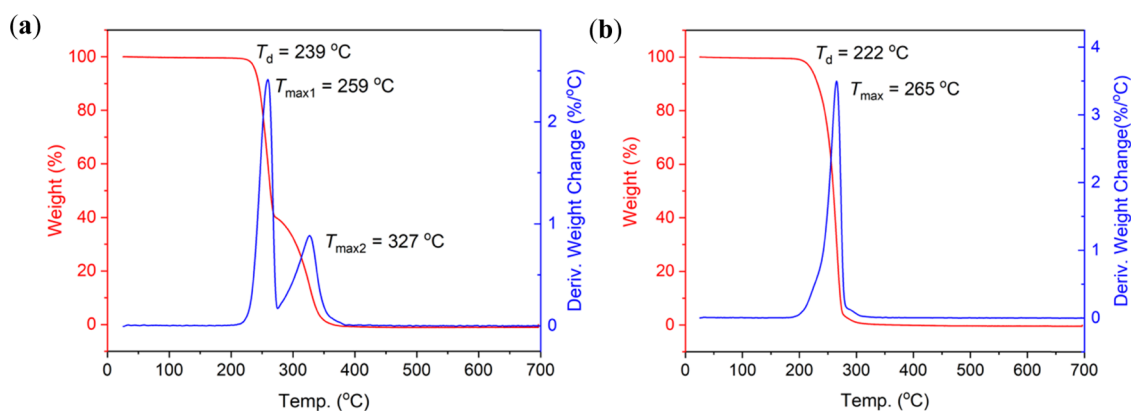 (a)
T_d = 239 °C
T_max1 = 259 °C
T_max2 = 327 °C
Weight (%)
100
80
60
40
20
0
Deriv. Weight Change (%/°C)
2
1
0
0 100 200 300 400 500 600 700
Temp. (°C)
(b)
T_d = 222 °C
T_max = 265 °C
Weight (%)
100
80
60
40
20
0
Deriv. Weight Change(%/°C)
4
3
2
1
0
0 100 200 300 400 500 600 700
Temp. (°C)